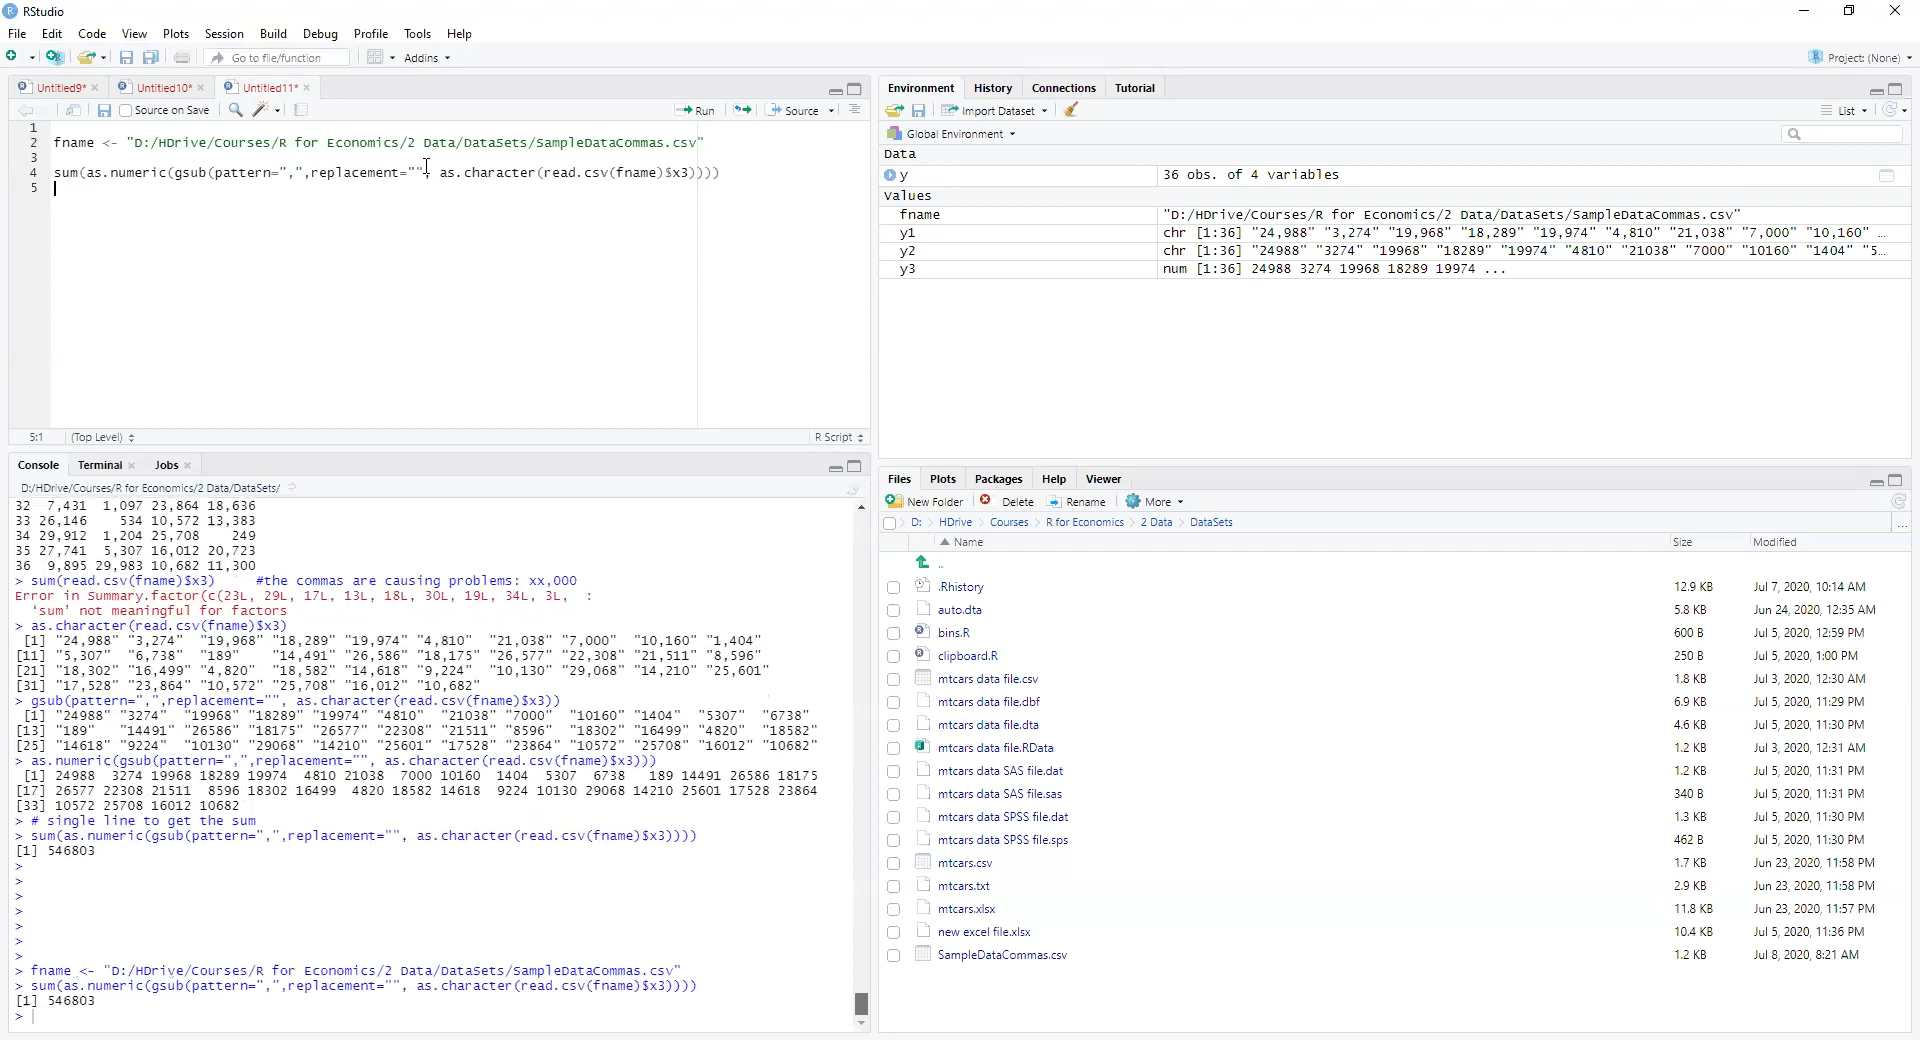 RStudio
File Edit Code View Plots Session Build Debug Profile Tools Help
Go to file/function Addins Project: (None)
Untitled9* Untitled10* Untitled11*
Source on Save Run Source
1
2 fname <- "D:/HDrive/Courses/R for Economics/2 Data/DataSets/SampleDataCommas.csv"
3
4 sum(as.numeric(gsub(pattern=",",replacement="", as.character(read.csv(fname)$x3))))
5
5:1 (Top Level) R Script
Console Terminal Jobs
D:/HDrive/Courses/R for Economics/2 Data/DataSets/
32 7,431 1,097 23,864 18,636
33 26,146 534 10,572 13,383
34 29,912 1,204 25,708 249
35 27,741 5,307 16,012 20,723
36 9,895 29,983 10,682 11,300
> sum(read.csv(fname)$x3) #the commas are causing problems: xx,000
Error in Summary.factor(c(23L, 29L, 17L, 13L, 18L, 30L, 19L, 34L, 3L, :
‘sum’ not meaningful for factors
> as.character(read.csv(fname)$x3)
[1] "24,988" "3,274" "19,968" "18,289" "19,974" "4,810" "21,038" "7,000" "10,160" "1,404"
[11] "5,307" "6,738" "189" "14,491" "26,586" "18,175" "26,577" "22,308" "21,511" "8,596"
[21] "18,302" "16,499" "4,820" "18,582" "14,618" "9,224" "10,130" "29,068" "14,210" "25,601"
[31] "17,528" "23,864" "10,572" "25,708" "16,012" "10,682"
> gsub(pattern=",",replacement="", as.character(read.csv(fname)$x3))
[1] "24988" "3274" "19968" "18289" "19974" "4810" "21038" "7000" "10160" "1404" "5307" "6738"
[13] "189" "14491" "26586" "18175" "26577" "22308" "21511" "8596" "18302" "16499" "4820" "18582"
[25] "14618" "9224" "10130" "29068" "14210" "25601" "17528" "23864" "10572" "25708" "16012" "10682"
> as.numeric(gsub(pattern=",",replacement="", as.character(read.csv(fname)$x3)))
[1] 24988 3274 19968 18289 19974 4810 21038 7000 10160 1404 5307 6738 189 14491 26586 18175
[17] 26577 22308 21511 8596 18302 16499 4820 18582 14618 9224 10130 29068 14210 25601 17528 23864
[33] 10572 25708 16012 10682
> # single line to get the sum
> sum(as.numeric(gsub(pattern=",",replacement="", as.character(read.csv(fname)$x3))))
[1] 546803
>
>
>
>
>
>
>
> fname <- "D:/HDrive/Courses/R for Economics/2 Data/DataSets/SampleDataCommas.csv"
> sum(as.numeric(gsub(pattern=",",replacement="", as.character(read.csv(fname)$x3))))
[1] 546803
>
Environment History Connections Tutorial
Import Dataset List
Global Environment
Data
y 36 obs. of 4 variables
Values
fname "D:/HDrive/Courses/R for Economics/2 Data/DataSets/SampleDataCommas.csv"
y1 chr [1:36] "24,988" "3,274" "19,968" "18,289" "19,974" "4,810" "21,038" "7,000" "10,160" …
y2 chr [1:36] "24988" "3274" "19968" "18289" "19974" "4810" "21038" "7000" "10160" "1404" "5…
y3 num [1:36] 24988 3274 19968 18289 19974 ...
Files Plots Packages Help Viewer
New Folder Delete Rename More
D: HDrive Courses R for Economics 2 Data DataSets ...
Name Size Modified
..
.Rhistory 12.9 KB Jul 7, 2020, 10:14 AM
auto.dta 5.8 KB Jun 24, 2020, 12:35 AM
bins.R 600 B Jul 5, 2020, 12:59 PM
clipboard.R 250 B Jul 5, 2020, 1:00 PM
mtcars data file.csv 1.8 KB Jul 3, 2020, 12:30 AM
mtcars data file.dbf 6.9 KB Jul 5, 2020, 11:29 PM
mtcars data file.dta 4.6 KB Jul 5, 2020, 11:30 PM
mtcars data file.RData 1.2 KB Jul 3, 2020, 12:31 AM
mtcars data SAS file.dat 1.2 KB Jul 5, 2020, 11:31 PM
mtcars data SAS file.sas 340 B Jul 5, 2020, 11:31 PM
mtcars data SPSS file.dat 1.3 KB Jul 5, 2020, 11:30 PM
mtcars data SPSS file.sps 462 B Jul 5, 2020, 11:30 PM
mtcars.csv 1.7 KB Jun 23, 2020, 11:58 PM
mtcars.txt 2.9 KB Jun 23, 2020, 11:58 PM
mtcars.xlsx 11.8 KB Jun 23, 2020, 11:57 PM
new excel file.xlsx 10.4 KB Jul 5, 2020, 11:36 PM
SampleDataCommas.csv 1.2 KB Jul 8, 2020, 8:21 AM